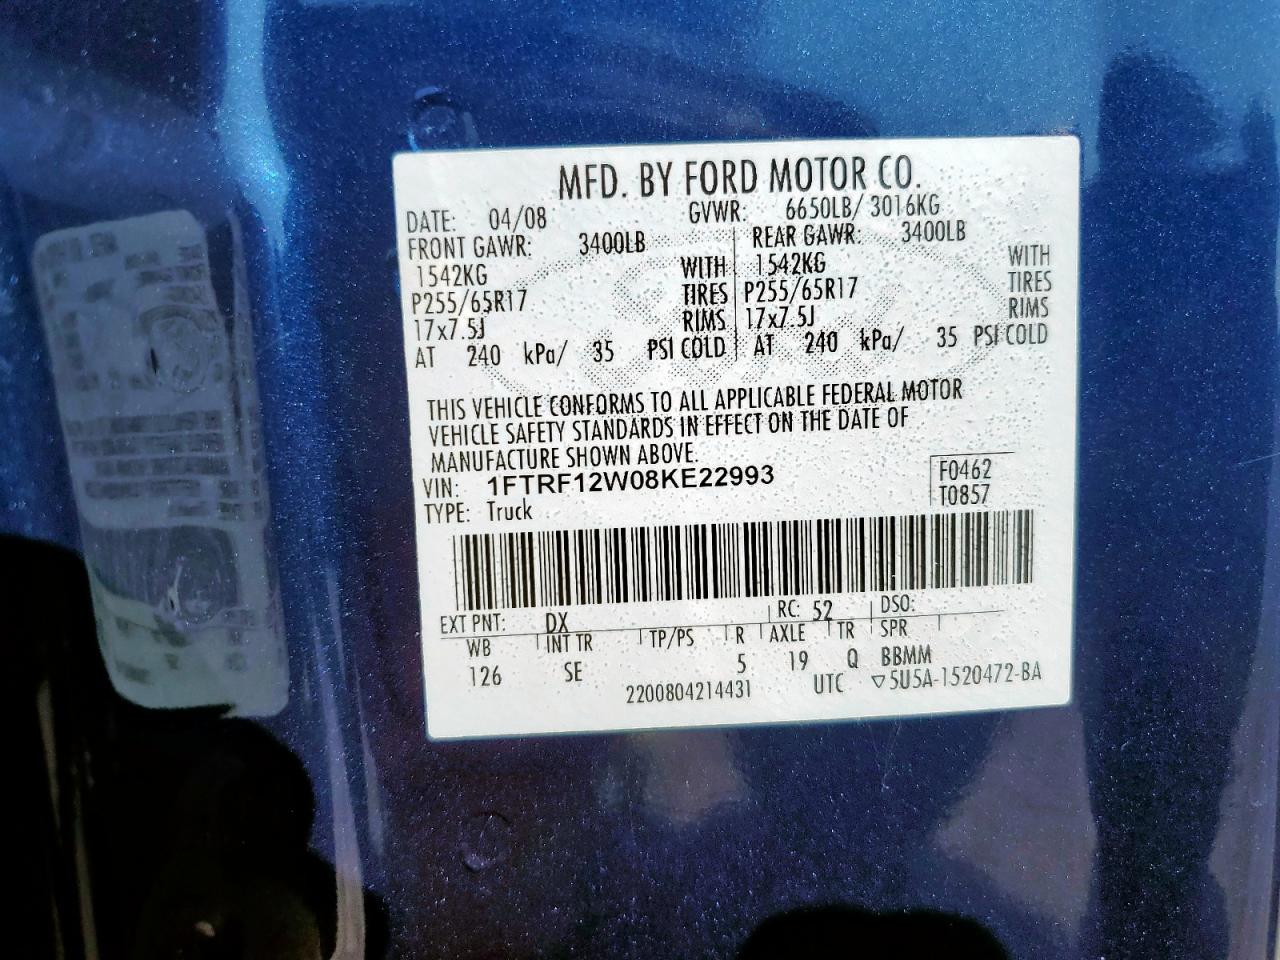 MFD. BY FORD MOTOR CO.
DATE: 04/08 GVWR: 6650LB/ 3016KG
FRONT GAWR: 3400LB REAR GAWR: 3400LB
1542KG WITH 1542KG WITH
P255/65R17 TIRES P255/65R17 TIRES
17x7.5J RIMS 17x7.5J RIMS
AT 240 kPa/ 35 PSI COLD AT 240 kPa/ 35 PSI COLD
THIS VEHICLE CONFORMS TO ALL APPLICABLE FEDERAL MOTOR
VEHICLE SAFETY STANDARDS IN EFFECT ON THE DATE OF
MANUFACTURE SHOWN ABOVE.
VIN: 1FTRF12W08KE22993 F0462
TYPE: Truck T0857
EXT PNT: DX RC: 52 DSO:
WB INT TR TP/PS R AXLE TR SPR
126 SE 5 19 Q BBMM
2200804214431 UTC ▽5U5A-1520472-BA